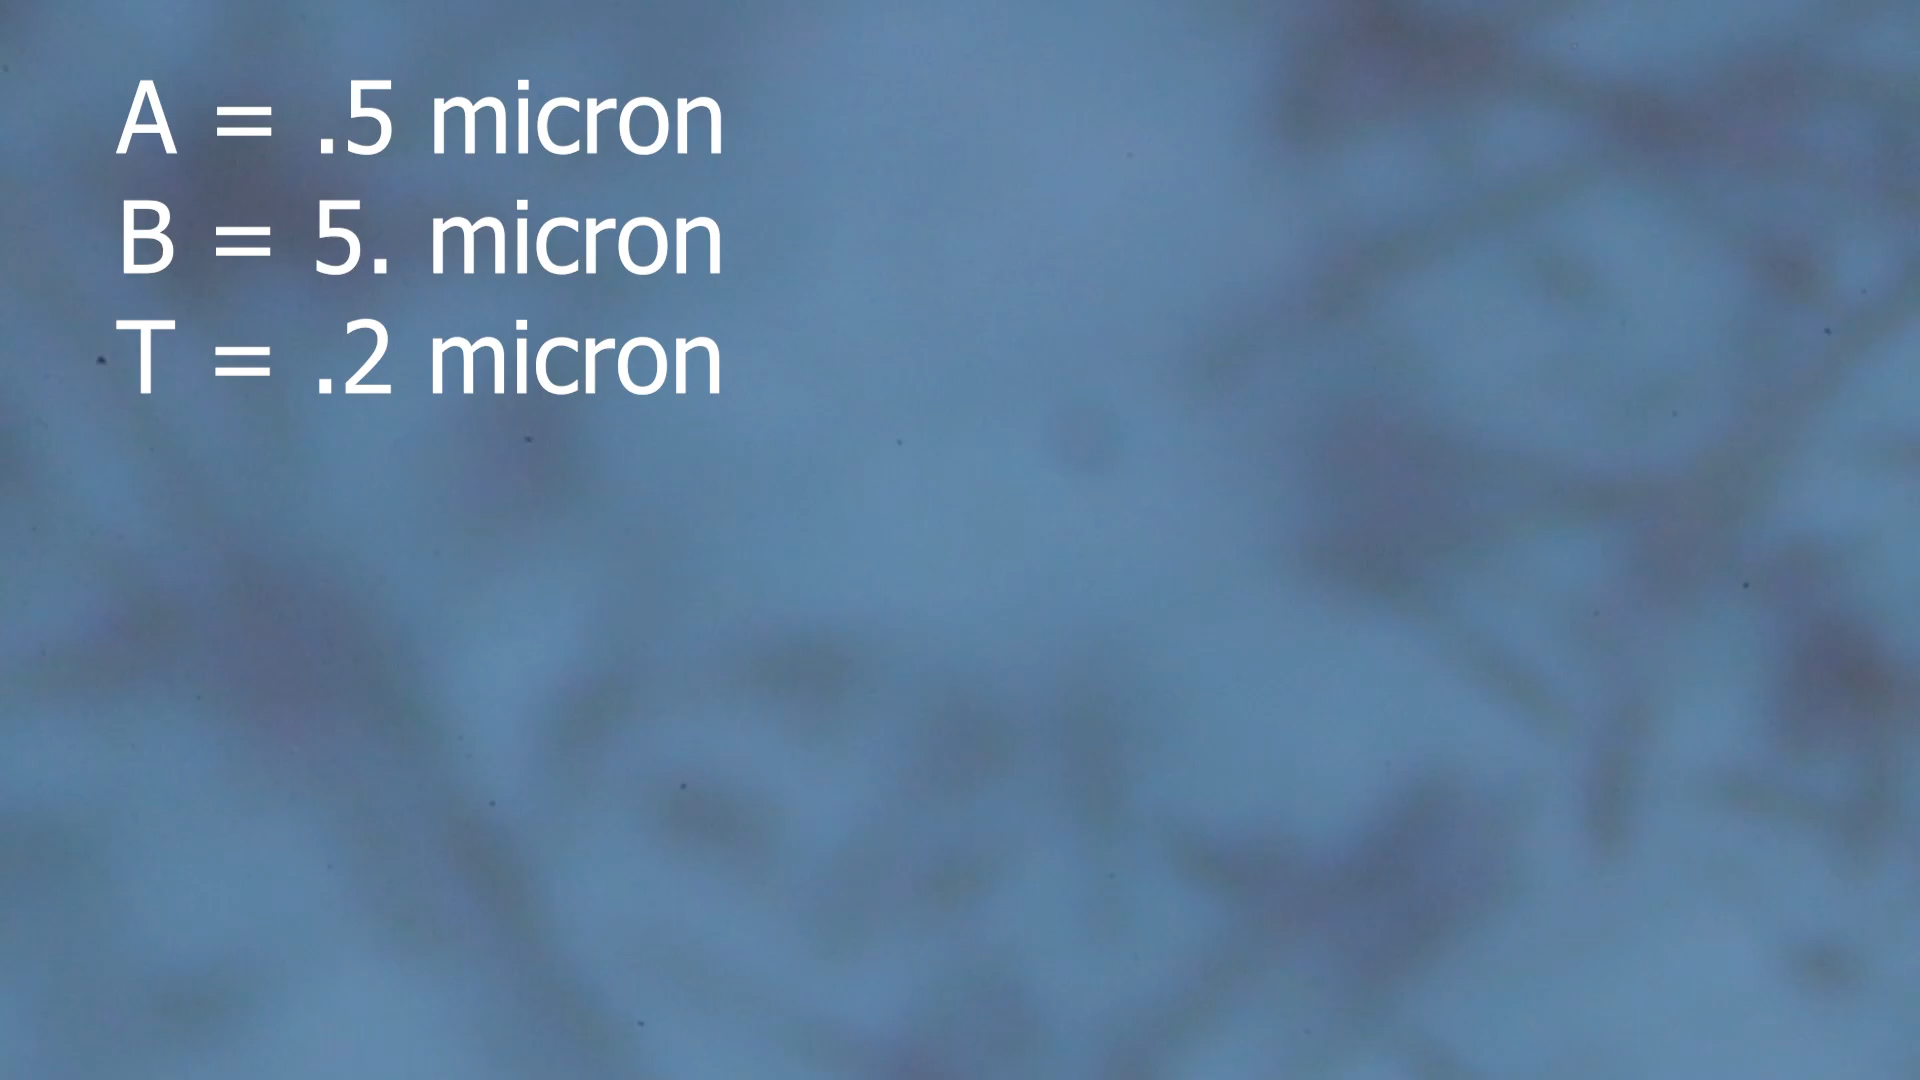 A = .5 micron
B = 5. micron
T = .2 micron